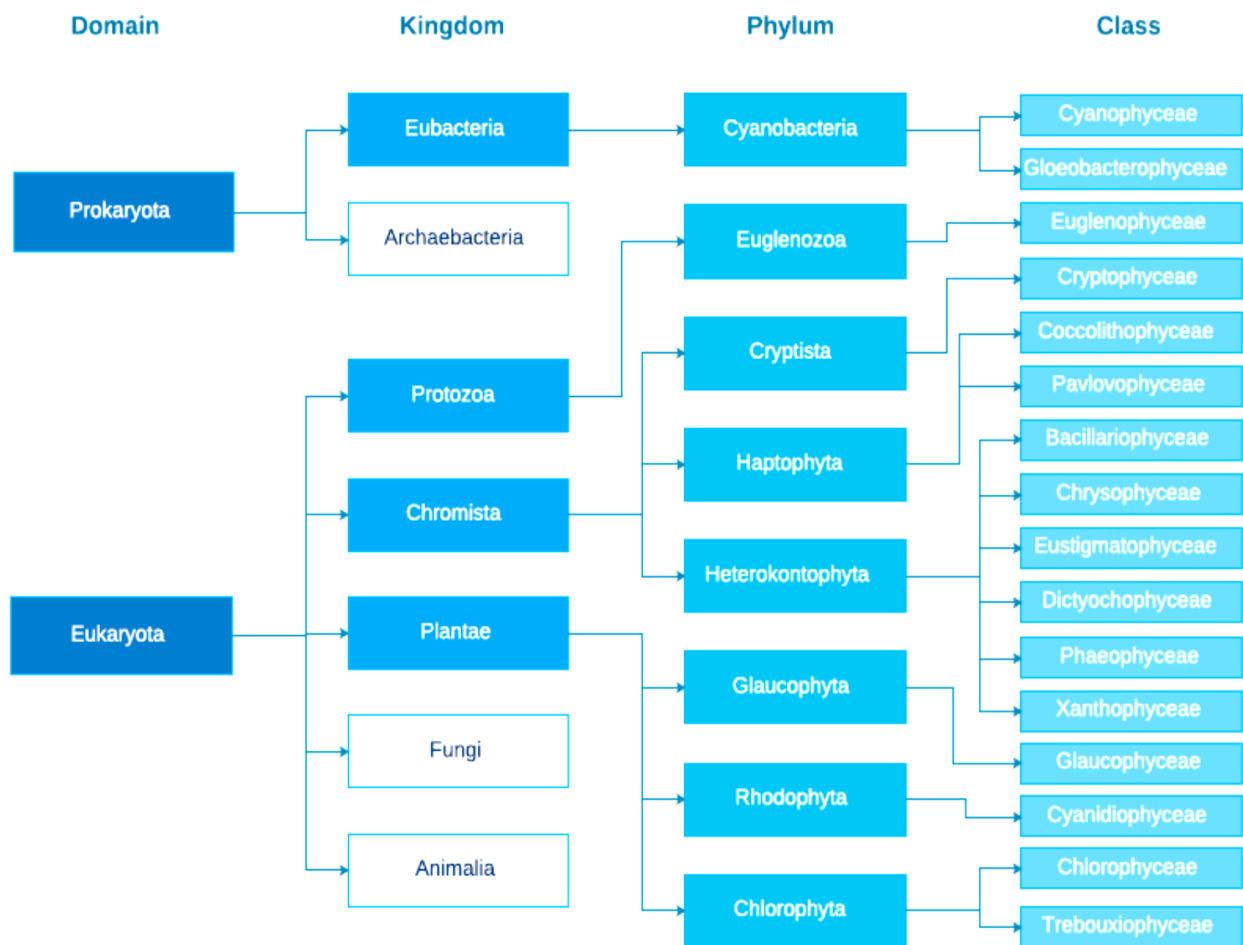 Domain
Kingdom
Phylum
Class
Prokaryota
Eukaryota
Eubacteria
Archaebacteria
Protozoa
Chromista
Plantae
Fungi
Animalia
Cyanobacteria
Euglenozoa
Cryptista
Haptophyta
Heterokontophyta
Glaucophyta
Rhodophyta
Chlorophyta
Cyanophyceae
Gloeobacterophyceae
Euglenophyceae
Cryptophyceae
Coccolithophyceae
Pavlovophyceae
Bacillariophyceae
Chrysophyceae
Eustigmatophyceae
Dictyochophyceae
Phaeophyceae
Xanthophyceae
Glaucophyceae
Cyanidiophyceae
Chlorophyceae
Trebouxiophyceae